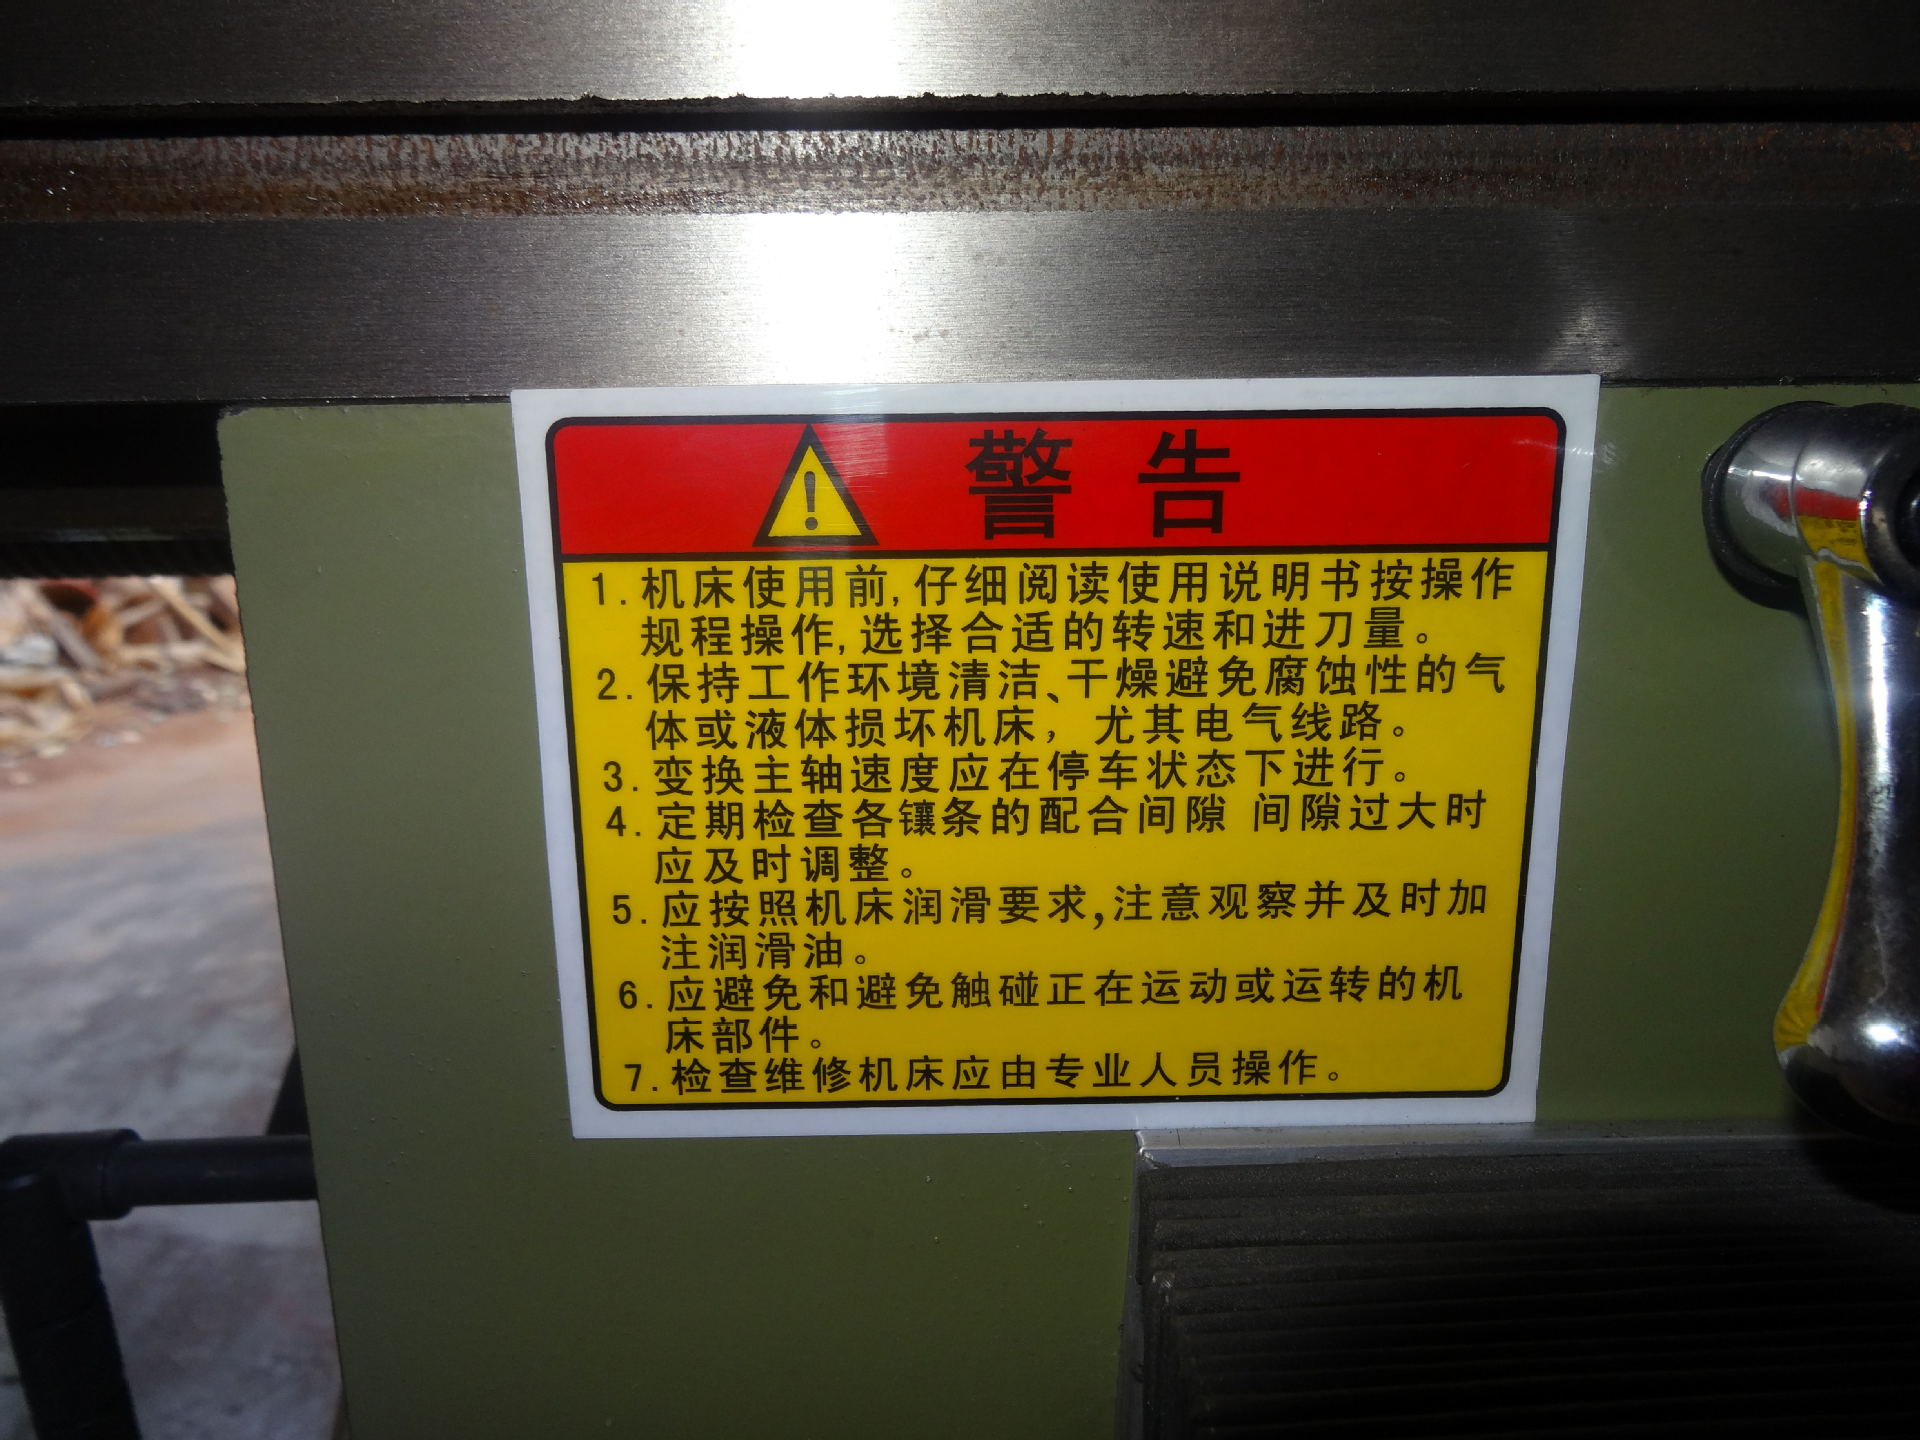 警告
1.机床使用前,仔细阅读使用说明书按操作
规程操作,选择合适的转速和进刀量。
2.保持工作环境清洁、干燥避免腐蚀性的气
体或液体损坏机床，尤其电气线路。
3.变换主轴速度应在停车状态下进行。
4.定期检查各镶条的配合间隙 间隙过大时
应及时调整。
5.应按照机床润滑要求,注意观察并及时加
注润滑油。
6.应避免和避免触碰正在运动或运转的机
床部件。
7.检查维修机床应由专业人员操作。